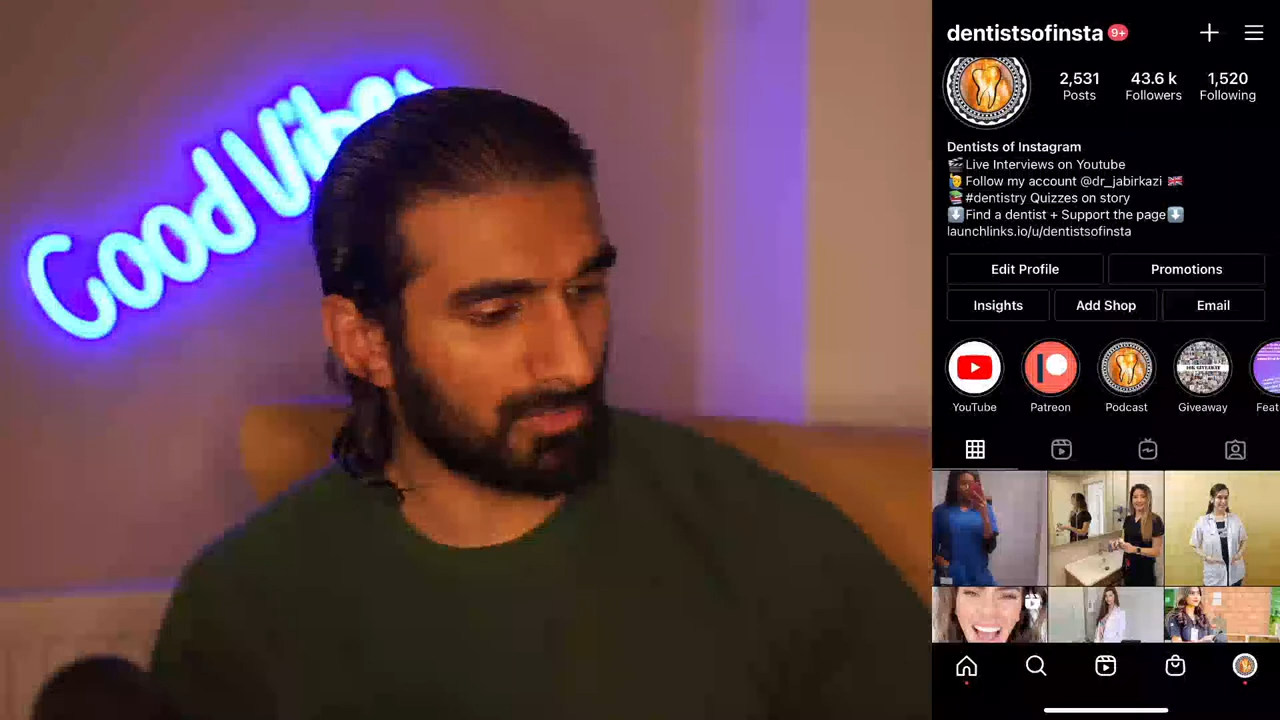 Good Vibes
dentistsofinsta 9+
2,531 43.6 k 1,520
Posts Followers Following
Dentists of Instagram
🎬Live Interviews on Youtube
🙋‍♂️Follow my account @dr_jabirkazi 🇬🇧
📚#dentistry Quizzes on story
⬇️Find a dentist + Support the page⬇️
launchlinks.io/u/dentistsofinsta
Edit Profile Promotions
Insights Add Shop Email
YouTube Patreon Podcast Giveaway Feat